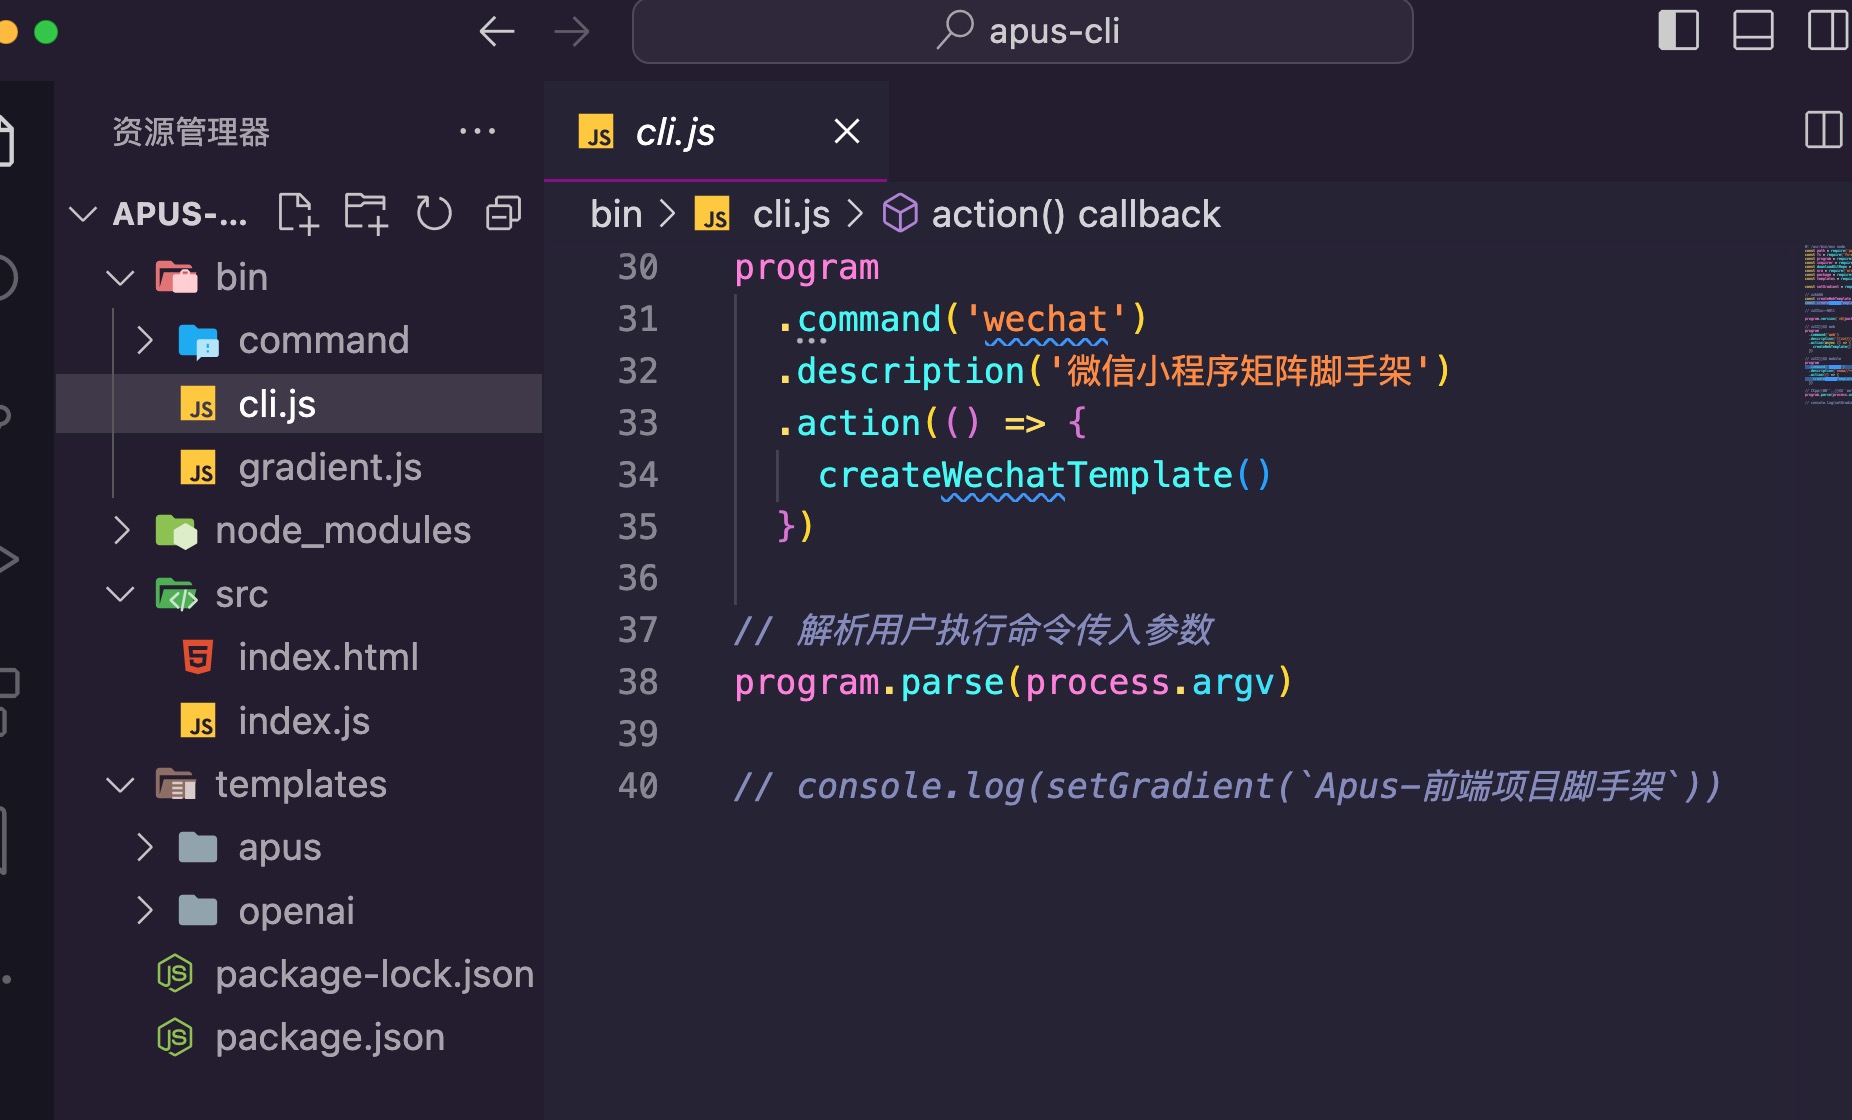 apus-cli
资源管理器
APUS-...
bin
command
cli.js
gradient.js
node_modules
src
index.html
index.js
templates
apus
openai
package-lock.json
package.json
cli.js
bin > cli.js > action() callback
30 program
31 .command('wechat')
32 .description('微信小程序矩阵脚手架')
33 .action(() => {
34 createWechatTemplate()
35 })
36
37 // 解析用户执行命令传入参数
38 program.parse(process.argv)
39
40 // console.log(setGradient(`Apus-前端项目脚手架`))